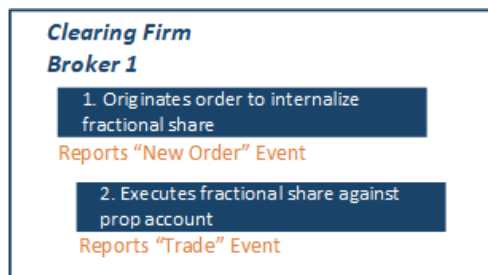 Clearing Firm
Broker 1
1. Originates order to internalize
fractional share
Reports “New Order” Event
2. Executes fractional share against
prop account
Reports “Trade” Event